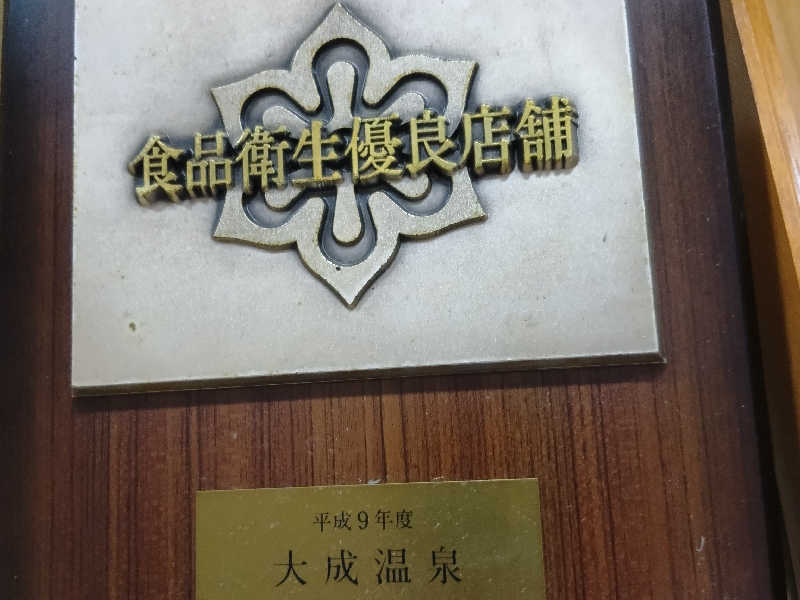 食品衛生優良店舗
平成9年度
大成温泉